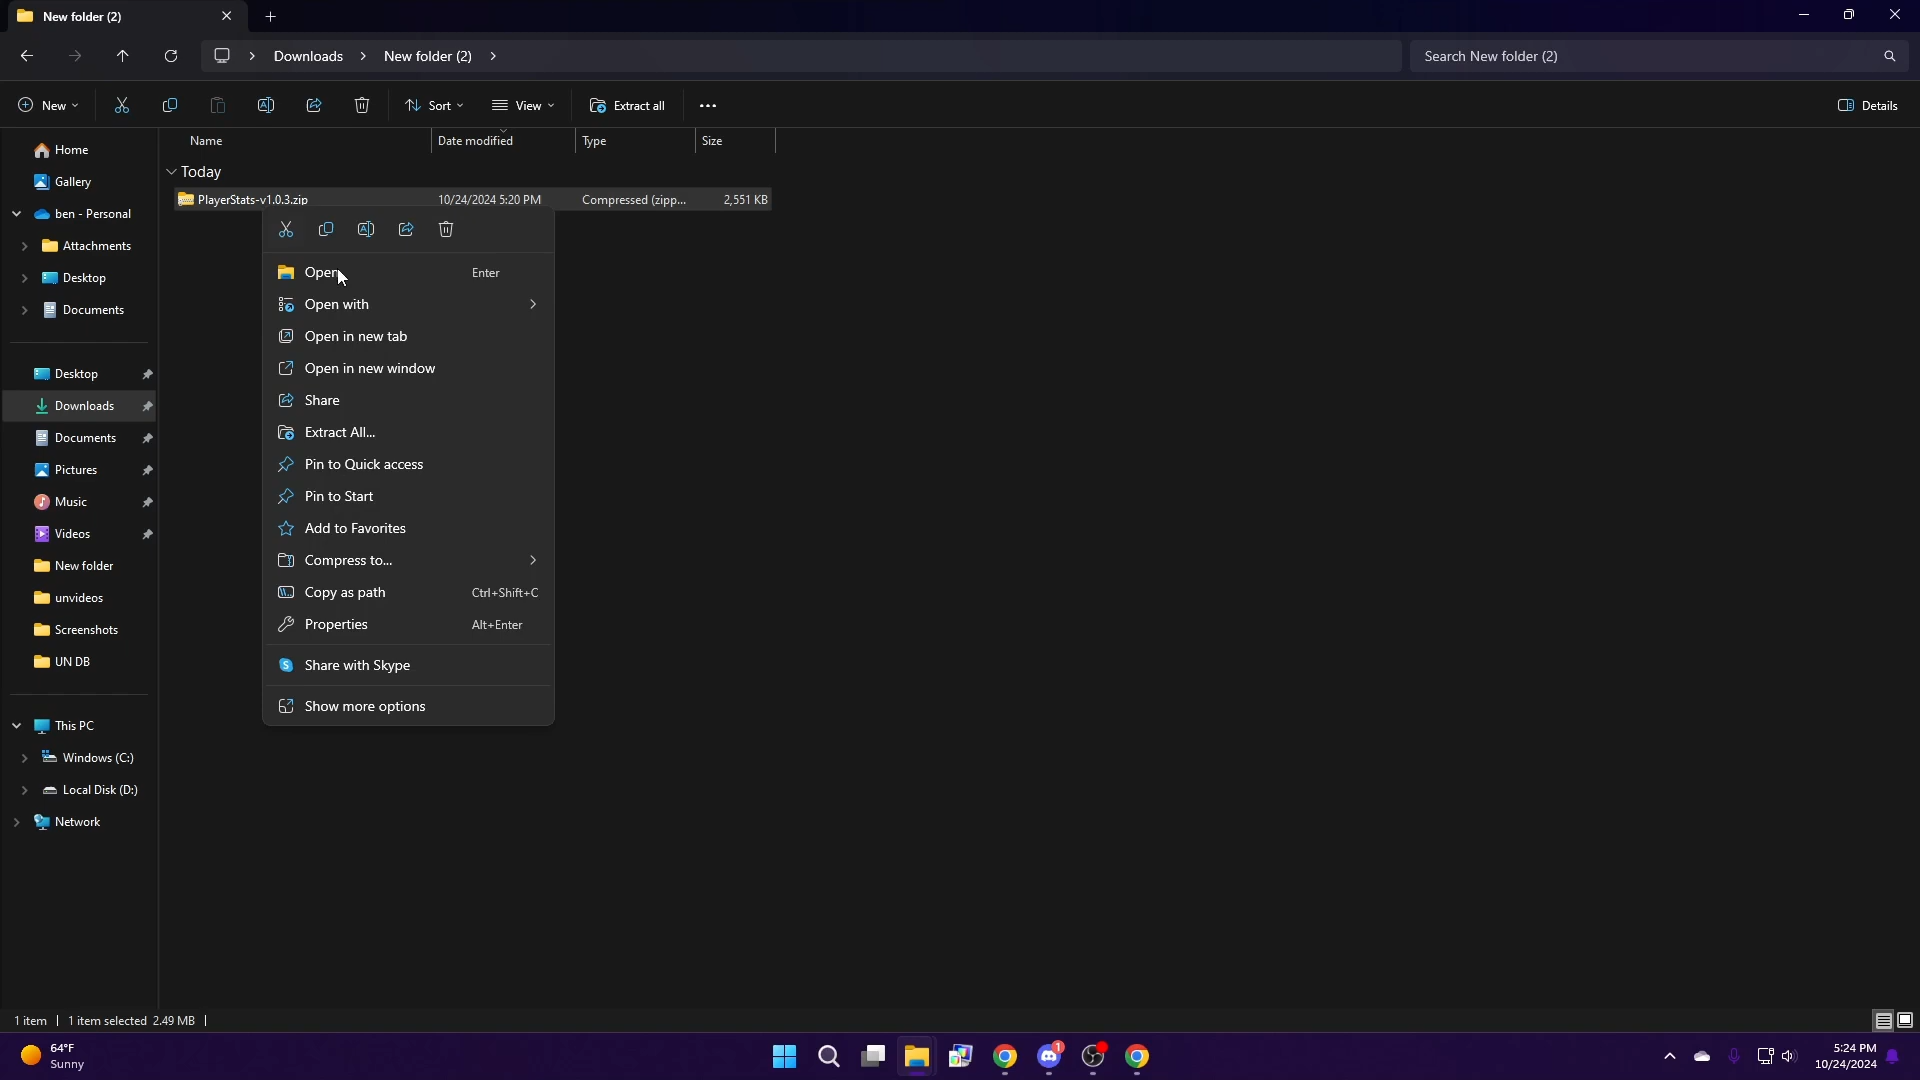 New folder (2)
Downloads > New folder (2) >
Search New folder (2)
New
Sort
View
Extract all
Details
Name
Date modified
Type
Size
Today
PlayerStats-v1.0.3.zip
10/24/2024 5:20 PM
Compressed (zipp...
2,551 KB
Home
Gallery
ben - Personal
Attachments
Desktop
Documents
Desktop
Downloads
Documents
Pictures
Music
Videos
New folder
unvideos
Screenshots
UN DB
This PC
Windows (C:)
Local Disk (D:)
Network
Open Enter
Open with
Open in new tab
Open in new window
Share
Extract All...
Pin to Quick access
Pin to Start
Add to Favorites
Compress to...
Copy as path Ctrl+Shift+C
Properties Alt+Enter
Share with Skype
Show more options
1 item
1 item selected 2.49 MB
64°F
Sunny
1
5:24 PM
10/24/2024